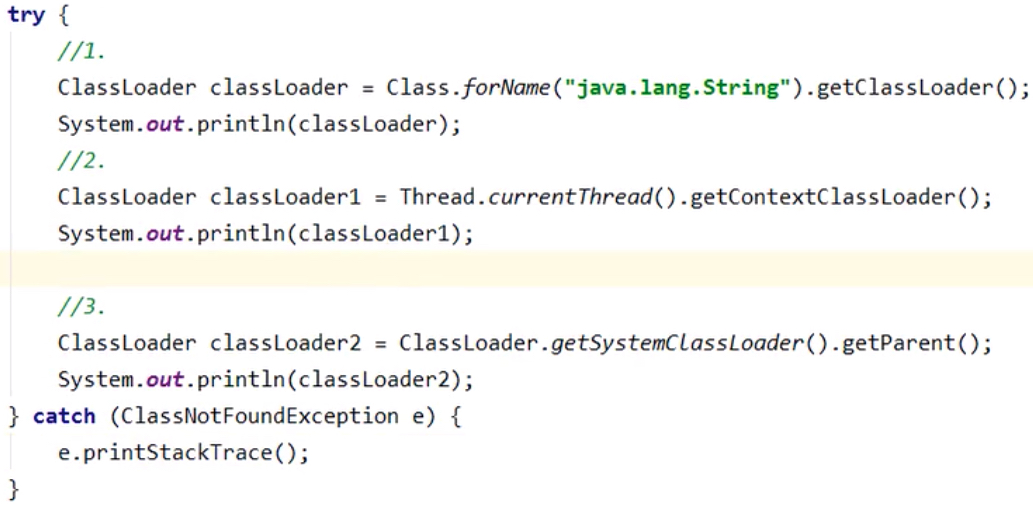 try {
    //1.
    ClassLoader classLoader = Class.forName("java.lang.String").getClassLoader();
    System.out.println(classLoader);
    //2.
    ClassLoader classLoader1 = Thread.currentThread().getContextClassLoader();
    System.out.println(classLoader1);
    //3.
    ClassLoader classLoader2 = ClassLoader.getSystemClassLoader().getParent();
    System.out.println(classLoader2);
} catch (ClassNotFoundException e) {
    e.printStackTrace();
}